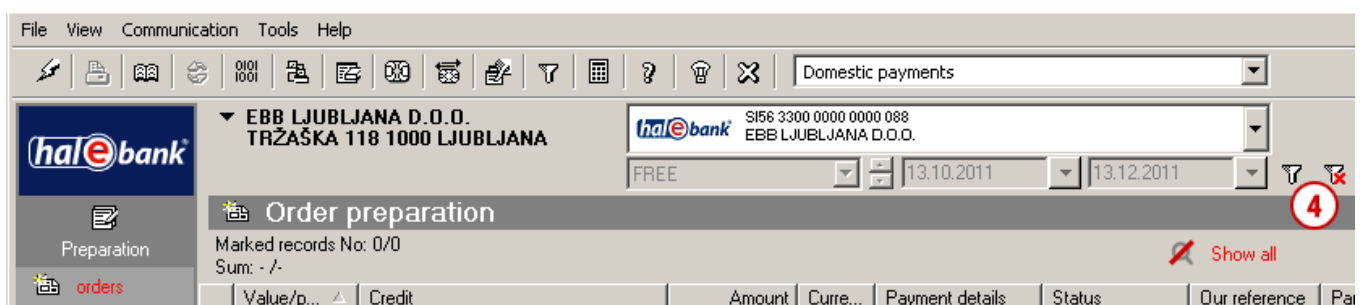 File View Communication Tools Help
Domestic payments
EBB LJUBLJANA D.O.O.
TRŽAŠKA 118 1000 LJUBLJANA
hal e bank
SI56 3300 0000 0000 088
EBB LJUBLJANA D.O.O.
hal e bank
FREE 13.10.2011 13.12.2011
4
Order preparation
Preparation
Marked records No: 0/0
Sum: - /-
Show all
orders
Value/p... Credit Amount Curre... Payment details Status Our reference